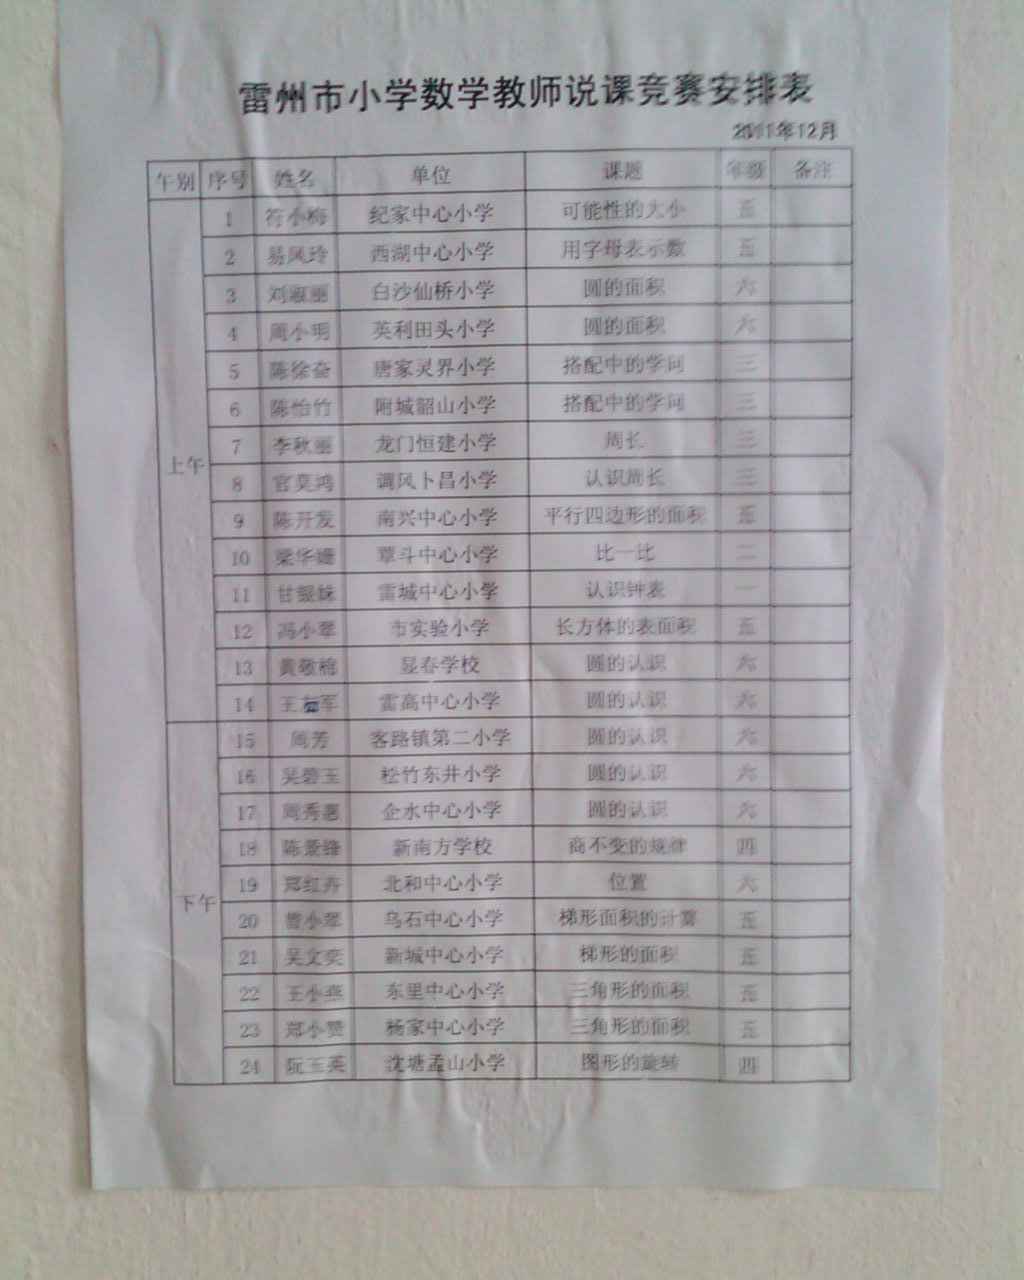 雷州市小学数学教师说课竞赛安排表
2011年12月
午别 序号 姓名 单位 课题 年级 备注
上午
1 符小梅 纪家中心小学 可能性的大小 五
2 易凤玲 西湖中心小学 用字母表示数 五
3 刘淑丽 白沙仙桥小学 圆的面积 六
4 周小明 英利田头小学 圆的面积 六
5 陈徐奋 唐家灵界小学 搭配中的学问 三
6 陈怡竹 附城韶山小学 搭配中的学问 三
7 李秋丽 龙门恒建小学 周长 三
8 官昊鸿 调风卜昌小学 认识周长 三
9 陈开发 南兴中心小学 平行四边形的面积 五
10 梁华姗 覃斗中心小学 比一比 二
11 甘银妹 雷城中心小学 认识钟表 一
12 冯小翠 市实验小学 长方体的表面积 五
13 黄敬棉 显春学校 圆的认识 六
14 王 军 雷高中心小学 圆的认识 六
下午
15 周芳 客路镇第二小学 圆的认识 六
16 吴碧玉 松竹东井小学 圆的认识 六
17 周秀惠 企水中心小学 圆的认识 六
18 陈景锋 新南方学校 商不变的规律 四
19 郑红丹 北和中心小学 位置 六
20 曾小翠 乌石中心小学 梯形面积的计算 五
21 吴文奕 新城中心小学 梯形的面积 五
22 王小燕 东里中心小学 三角形的面积 五
23 郑小赞 杨家中心小学 三角形的面积 五
24 阮玉英 沈塘孟山小学 图形的旋转 四